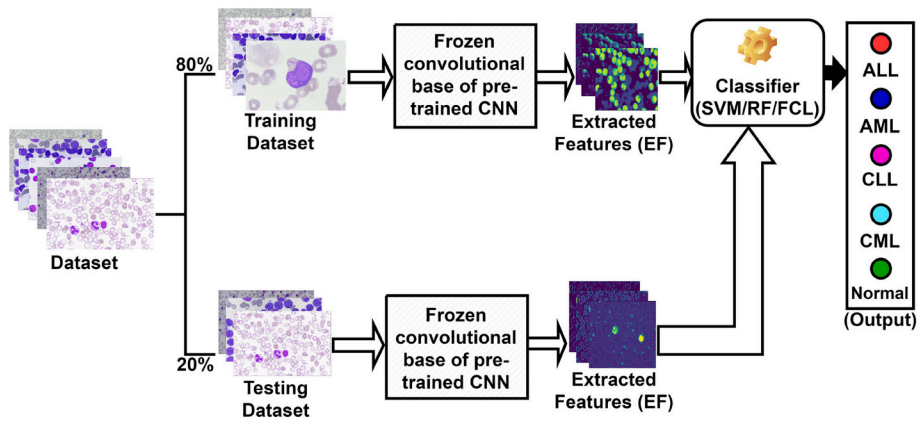 80%
Training
Dataset
Frozen
convolutional
base of pre-
trained CNN
Extracted
Features (EF)
Classifier
(SVM/RF/FCL)
ALL
AML
CLL
CML
Normal
(Output)
Dataset
20%
Testing
Dataset
Frozen
convolutional
base of pre-
trained CNN
Extracted
Features (EF)